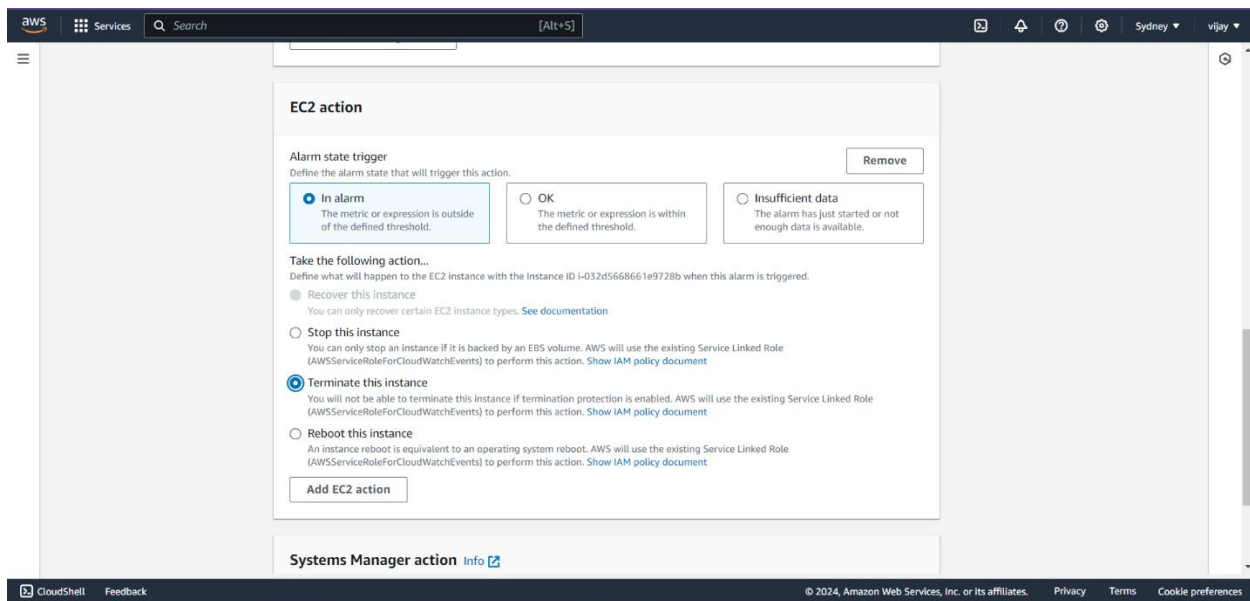 aws
Services
Search
[Alt+S]
Sydney
vijay
EC2 action
Alarm state trigger
Define the alarm state that will trigger this action.
Remove
In alarm
The metric or expression is outside
of the defined threshold.
OK
The metric or expression is within
the defined threshold.
Insufficient data
The alarm has just started or not
enough data is available.
Take the following action...
Define what will happen to the EC2 instance with the Instance ID i-032d5668661e9728b when this alarm is triggered.
Recover this instance
You can only recover certain EC2 instance types. See documentation
Stop this instance
You can only stop an instance if it is backed by an EBS volume. AWS will use the existing Service Linked Role
(AWSServiceRoleForCloudWatchEvents) to perform this action. Show IAM policy document
Terminate this instance
You will not be able to terminate this instance if termination protection is enabled. AWS will use the existing Service Linked Role
(AWSServiceRoleForCloudWatchEvents) to perform this action. Show IAM policy document
Reboot this instance
An instance reboot is equivalent to an operating system reboot. AWS will use the existing Service Linked Role
(AWSServiceRoleForCloudWatchEvents) to perform this action. Show IAM policy document
Add EC2 action
Systems Manager action Info
CloudShell Feedback
© 2024, Amazon Web Services, Inc. or its affiliates. Privacy Terms Cookie preferences